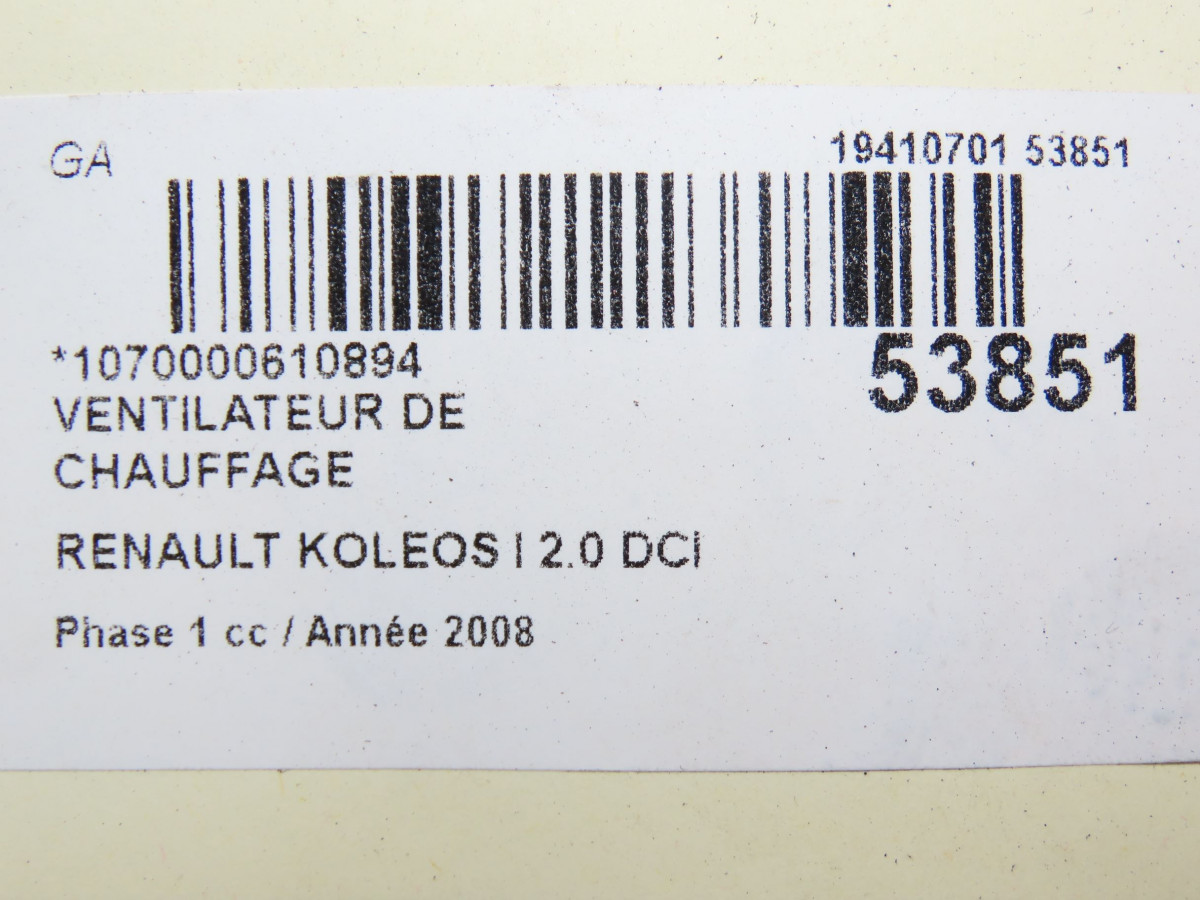 GA
19410701 53851
*1070000610894
53851
VENTILATEUR DE
CHAUFFAGE
RENAULT KOLEOS I 2.0 DCI
Phase 1 cc / Année 2008